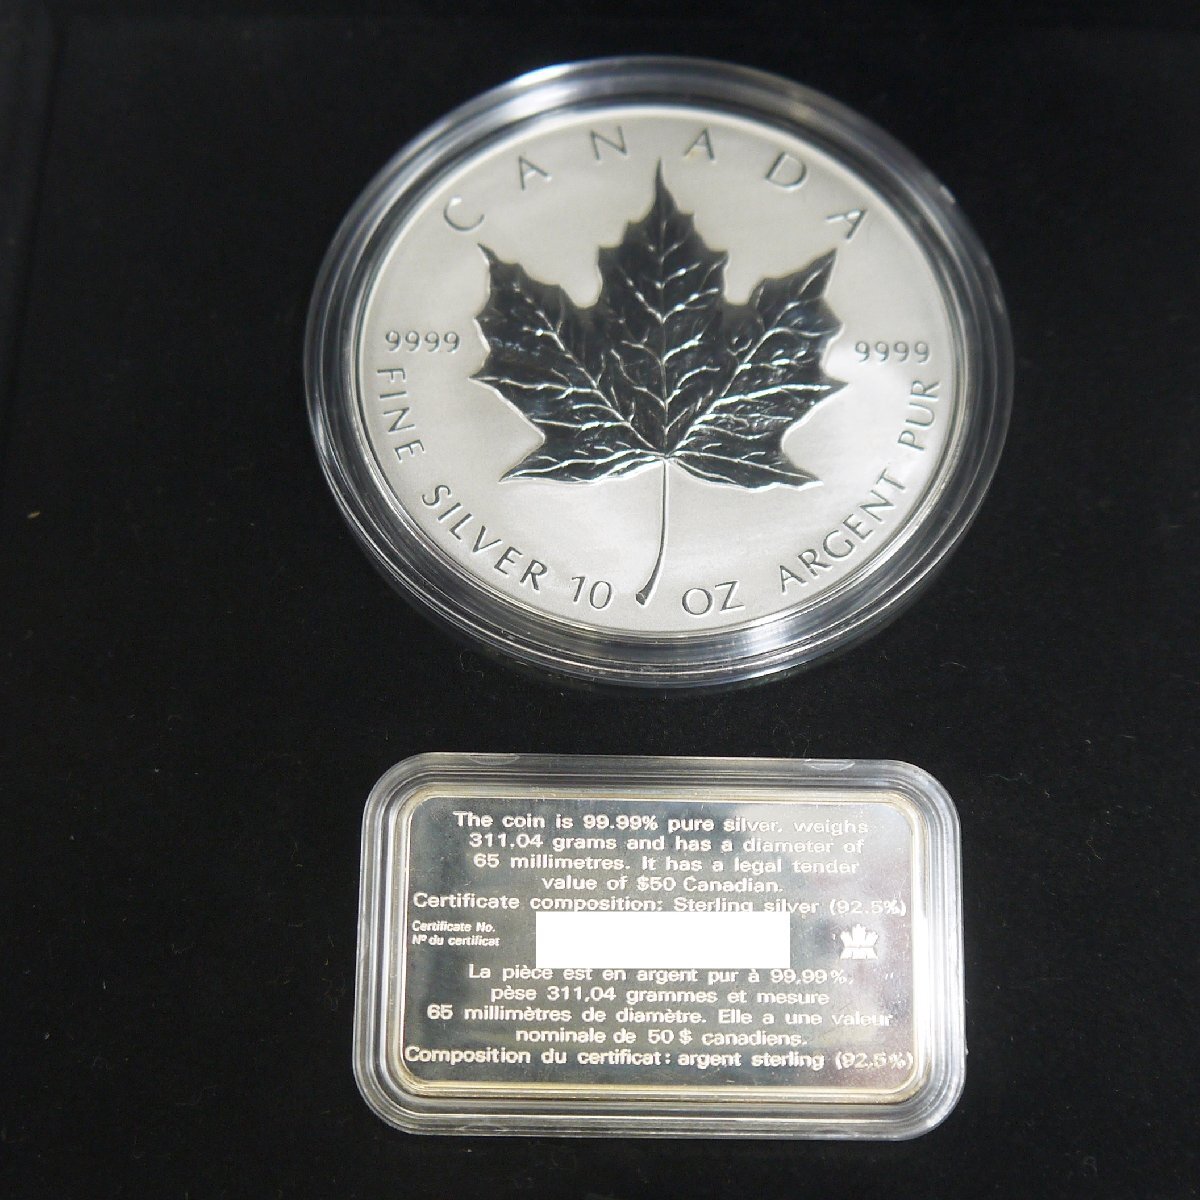 CANADA
9999
9999
FINE SILVER 10 OZ ARGENT PUR
The coin is 99.99% pure silver, weighs
311.04 grams and has a diameter of
65 millimetres. It has a legal tender
value of $50 Canadian.
Certificate composition: Sterling silver (92.5%)
Certificate No.
Nº du certificat
La pièce est en argent pur à 99,99%,
pèse 311,04 grammes et mesure
65 millimètres de diamètre. Elle a une valeur
nominale de 50 $ canadiens.
Composition du certificat: argent sterling (92,5%)